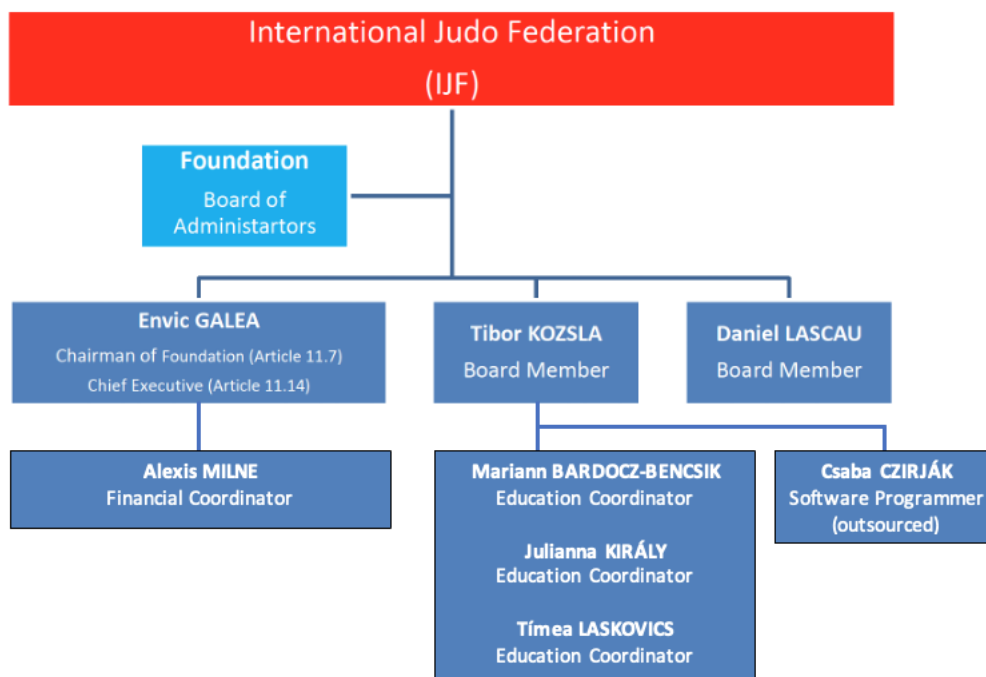 International Judo Federation
(IJF)
Foundation
Board of
Administartors
Envic GALEA
Chairman of Foundation (Article 11.7)
Chief Executive (Article 11.14)
Tibor KOZSLA
Board Member
Daniel LASCAU
Board Member
Alexis MILNE
Financial Coordinator
Mariann BARDOCZ-BENCSIK
Education Coordinator
Julianna KIRÁLY
Education Coordinator
Tímea LASKOVICS
Education Coordinator
Csaba CZIRJÁK
Software Programmer
(outsourced)